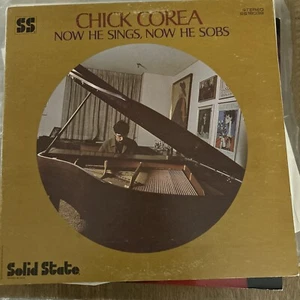 SS
CHICK COREA
NOW HE SINGS, NOW HE SOBS
Solid State